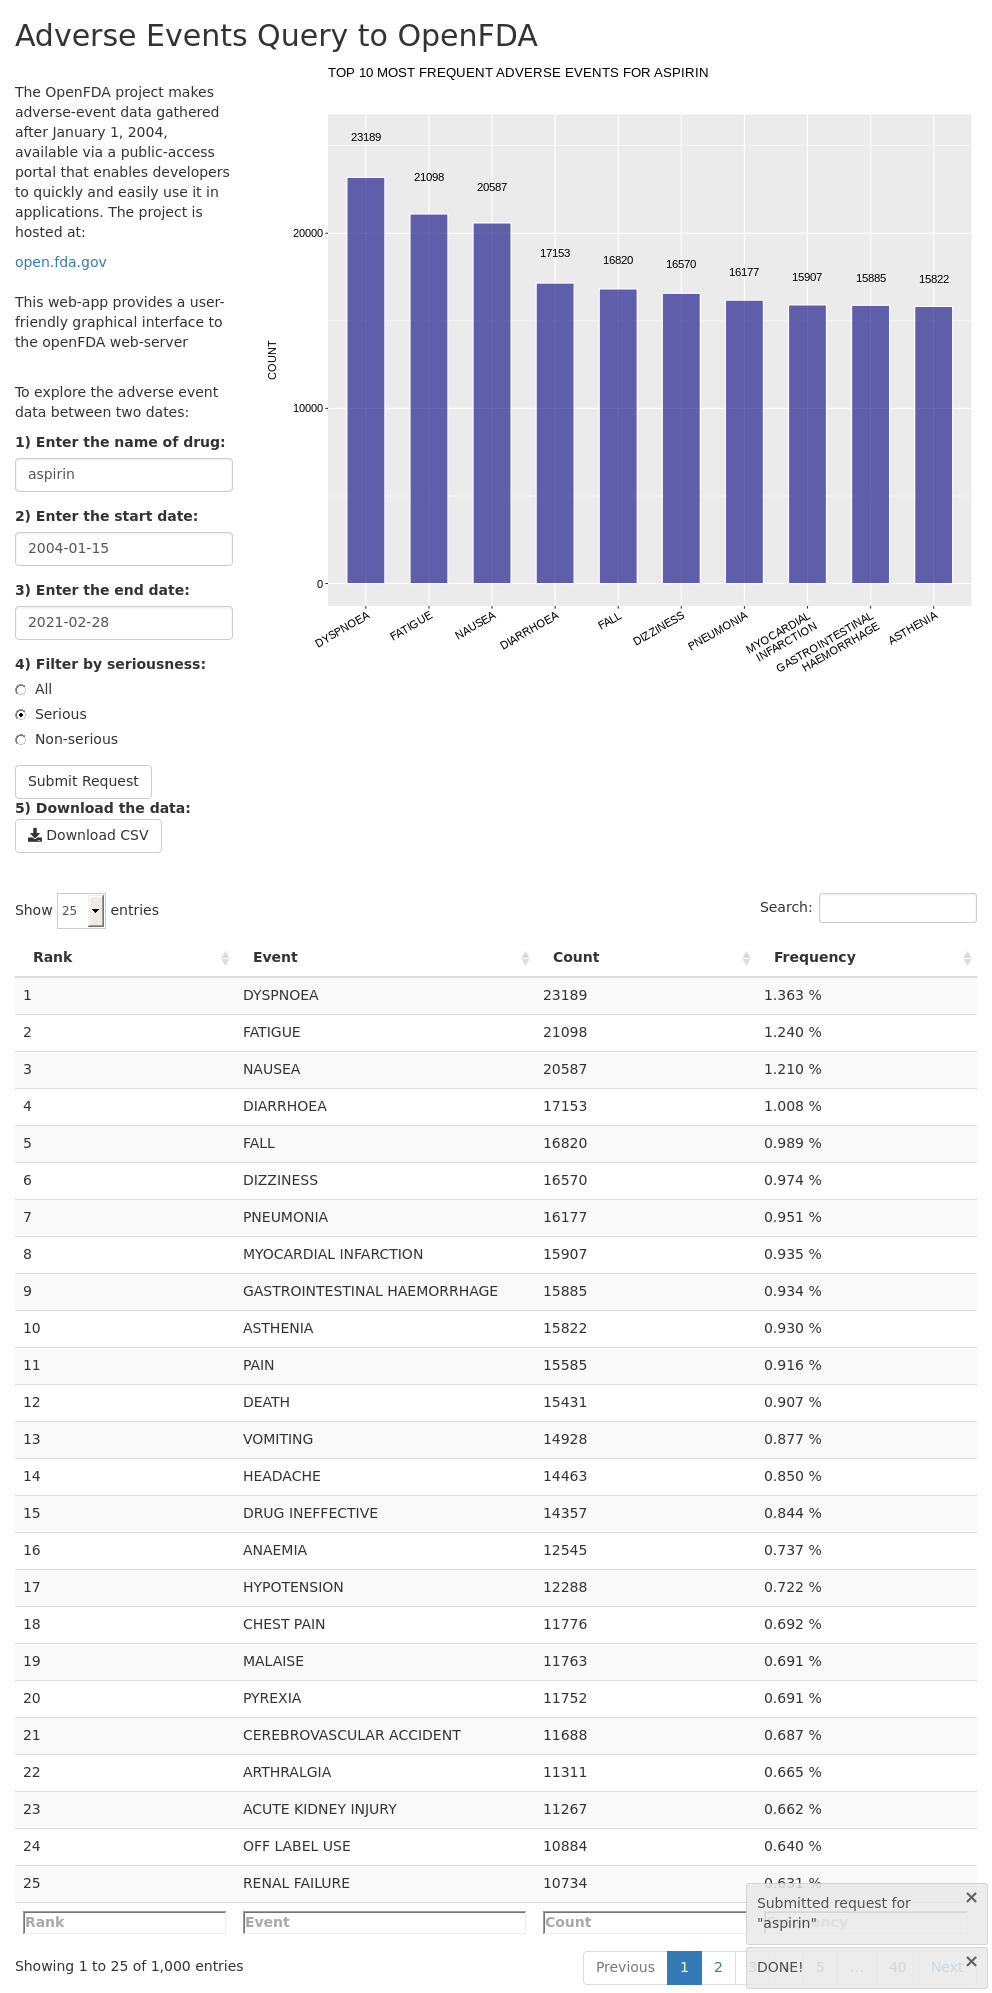 Adverse Events Query to OpenFDA
The OpenFDA project makes
adverse-event data gathered
after January 1, 2004,
available via a public-access
portal that enables developers
to quickly and easily use it in
applications. The project is
hosted at:
open.fda.gov
This web-app provides a user-
friendly graphical interface to
the openFDA web-server
To explore the adverse event
data between two dates:
1) Enter the name of drug:
aspirin
2) Enter the start date:
2004-01-15
3) Enter the end date:
2021-02-28
4) Filter by seriousness:
All
Serious
Non-serious
Submit Request
5) Download the data:
Download CSV
TOP 10 MOST FREQUENT ADVERSE EVENTS FOR ASPIRIN
23189
21098
20587
17153
16820
16570
16177
15907
15885
15822
20000
10000
0
COUNT
DYSPNOEA
FATIGUE
NAUSEA
DIARRHOEA
FALL
DIZZINESS
PNEUMONIA
MYOCARDIAL
INFARCTION
GASTROINTESTINAL
HAEMORRHAGE
ASTHENIA
Show 25 entries
Search:
Rank Event Count Frequency
1 DYSPNOEA 23189 1.363 %
2 FATIGUE 21098 1.240 %
3 NAUSEA 20587 1.210 %
4 DIARRHOEA 17153 1.008 %
5 FALL 16820 0.989 %
6 DIZZINESS 16570 0.974 %
7 PNEUMONIA 16177 0.951 %
8 MYOCARDIAL INFARCTION 15907 0.935 %
9 GASTROINTESTINAL HAEMORRHAGE 15885 0.934 %
10 ASTHENIA 15822 0.930 %
11 PAIN 15585 0.916 %
12 DEATH 15431 0.907 %
13 VOMITING 14928 0.877 %
14 HEADACHE 14463 0.850 %
15 DRUG INEFFECTIVE 14357 0.844 %
16 ANAEMIA 12545 0.737 %
17 HYPOTENSION 12288 0.722 %
18 CHEST PAIN 11776 0.692 %
19 MALAISE 11763 0.691 %
20 PYREXIA 11752 0.691 %
21 CEREBROVASCULAR ACCIDENT 11688 0.687 %
22 ARTHRALGIA 11311 0.665 %
23 ACUTE KIDNEY INJURY 11267 0.662 %
24 OFF LABEL USE 10884 0.640 %
25 RENAL FAILURE 10734 0.631 %
Rank Event Count
Submitted request for
"aspirin"
Showing 1 to 25 of 1,000 entries
Previous 1 2 3 5 ... 40 Next
DONE!